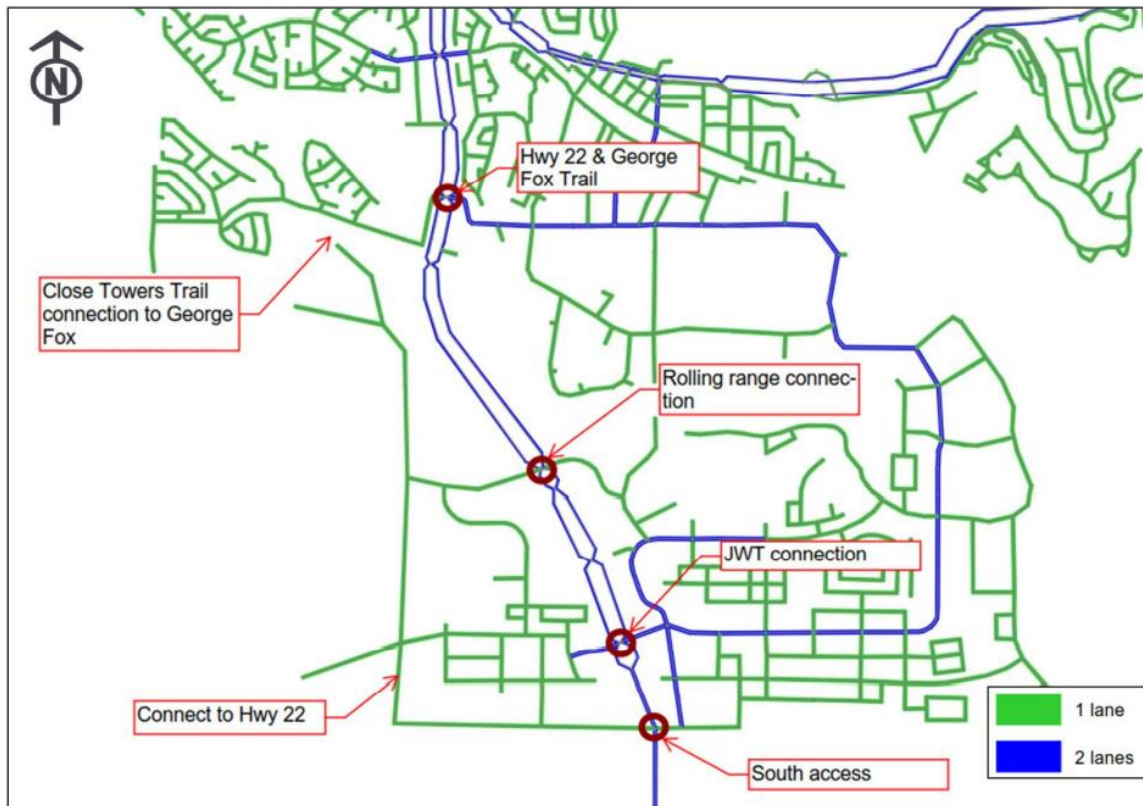 N
Hwy 22 & George
Fox Trail
Close Towers Trail
connection to George
Fox
Rolling range connec-
tion
JWT connection
Connect to Hwy 22
South access
1 lane
2 lanes